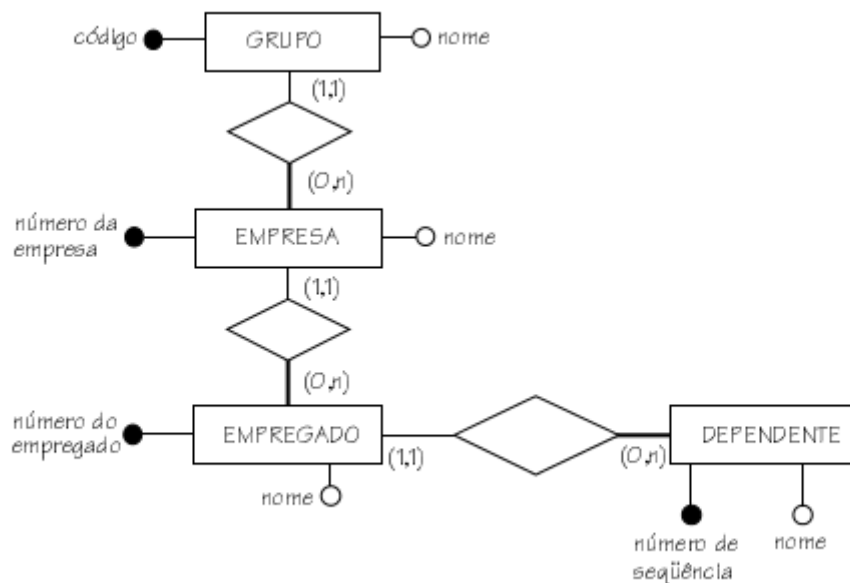 código
GRUPO
nome
(1,1)
(0,n)
número da
empresa
EMPRESA
nome
(1,1)
(0,n)
número do
empregado
EMPREGADO
(1,1)
(0,n)
DEPENDENTE
nome
número de
seqüência
nome